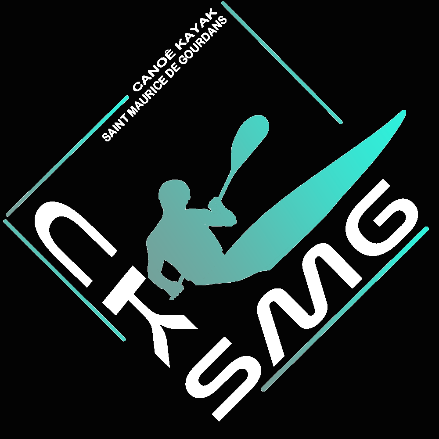 CANOË KAYAK
SAINT MAURICE DE GOURDANS
CK
SMG